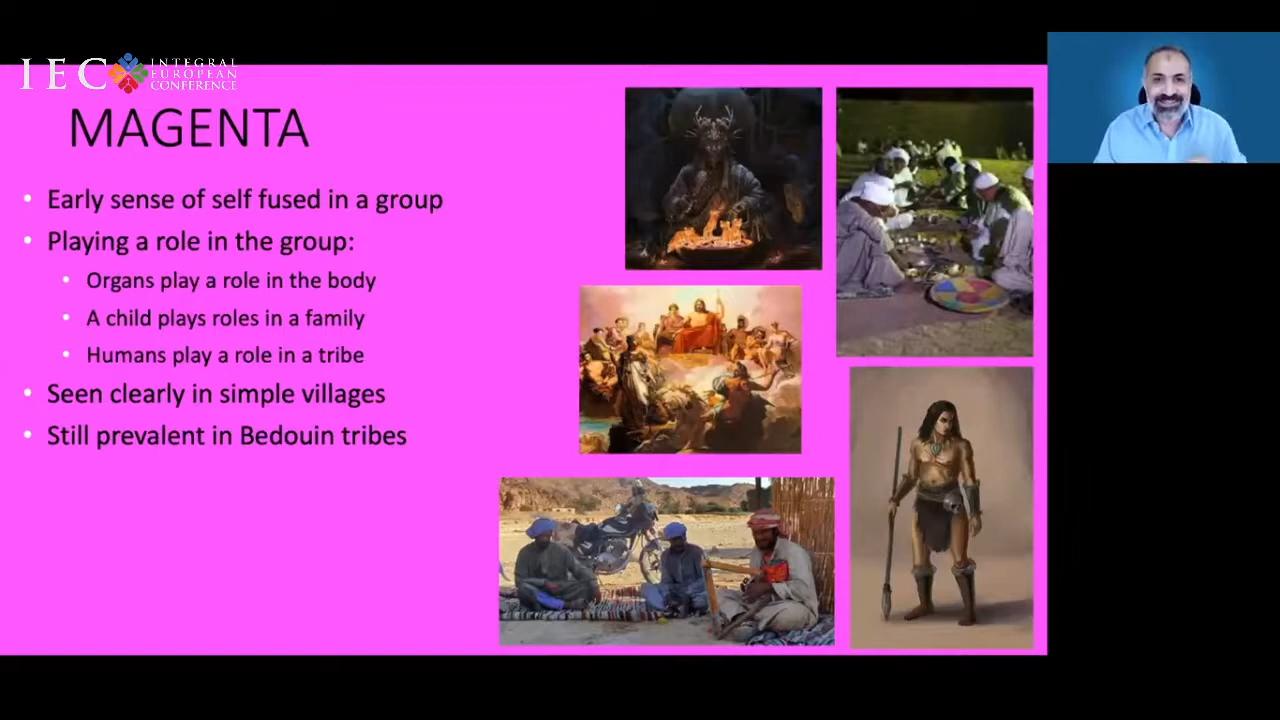 IEC INTEGRAL
EUROPEAN
CONFERENCE
MAGENTA
• Early sense of self fused in a group
• Playing a role in the group:
• Organs play a role in the body
• A child plays roles in a family
• Humans play a role in a tribe
• Seen clearly in simple villages
• Still prevalent in Bedouin tribes